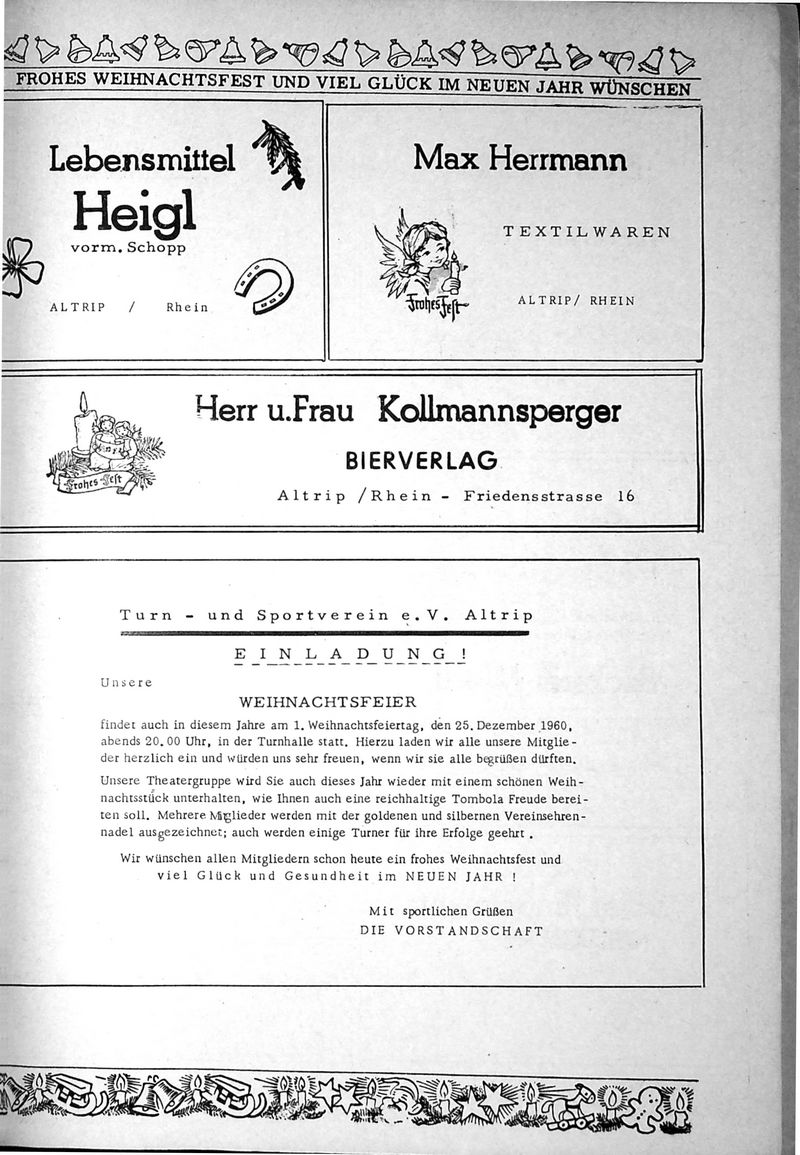 FROHES WEIHNACHTSFEST UND VIEL GLÜCK IM NEUEN JAHR WÜNSCHEN
Lebensmittel
Heigl
vorm. Schopp
ALTRIP / Rhein
Max Herrmann
TEXTILWAREN
Frohes Fest
ALTRIP/ RHEIN
Herr u. Frau Kollmannsperger
BIERVERLAG
Frohes Fest
Altrip /Rhein - Friedensstrasse 16
Turn - und Sportverein e. V. Altrip
EINLADUNG!
Unsere
WEIHNACHTSFEIER
findet auch in diesem Jahre am 1. Weihnachtsfeiertag, den 25. Dezember 1960,
abends 20.00 Uhr, in der Turnhalle statt. Hierzu laden wir alle unsere Mitglie-
der herzlich ein und würden uns sehr freuen, wenn wir sie alle begrüßen dürften.
Unsere Theatergruppe wird Sie auch dieses Jahr wieder mit einem schönen Weih-
nachtsstück unterhalten, wie Ihnen auch eine reichhaltige Tombola Freude berei-
ten soll. Mehrere Mitglieder werden mit der goldenen und silbernen Vereinsehren-
nadel ausgezeichnet; auch werden einige Turner für ihre Erfolge geehrt .
Wir wünschen allen Mitgliedern schon heute ein frohes Weihnachtsfest und
viel Glück und Gesundheit im NEUEN JAHR !
Mit sportlichen Grüßen
DIE VORSTANDSCHAFT